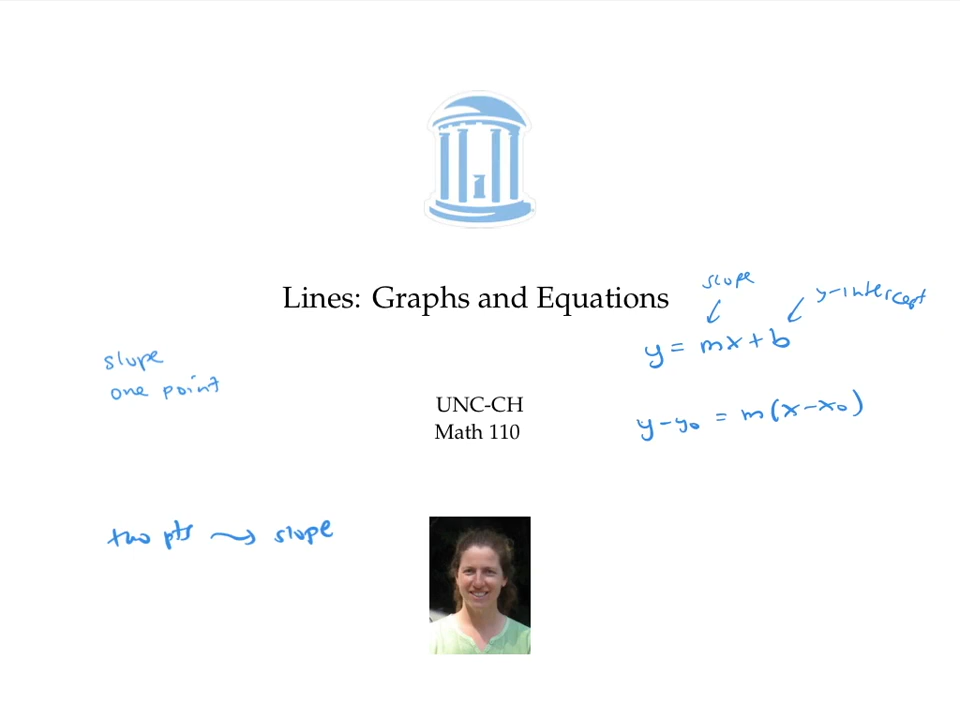 Lines: Graphs and Equations
slope
y-intercept
y = mx + b
slope
one point
UNC-CH
Math 110
y - y₀ = m(x - x₀)
two pts → slope